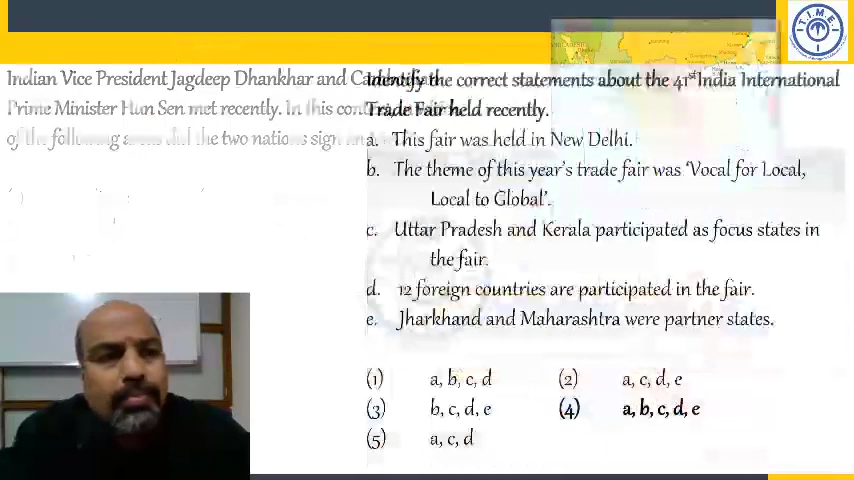 T.I.M.E.
Indian Vice President Jagdeep Dhankhar and
Prime Minister Hun Sen met recently. In this
of the following areas did the two nations sign
Identify the correct statements about the 41st India International
Trade Fair held recently.
a. This fair was held in New Delhi.
b. The theme of this year's trade fair was 'Vocal for Local,
Local to Global'.
c. Uttar Pradesh and Kerala participated as focus states in
the fair.
d. 12 foreign countries are participated in the fair.
e. Jharkhand and Maharashtra were partner states.
(1) a, b, c, d (2) a, c, d, e
(3) b, c, d, e (4) a, b, c, d, e
(5) a, c, d